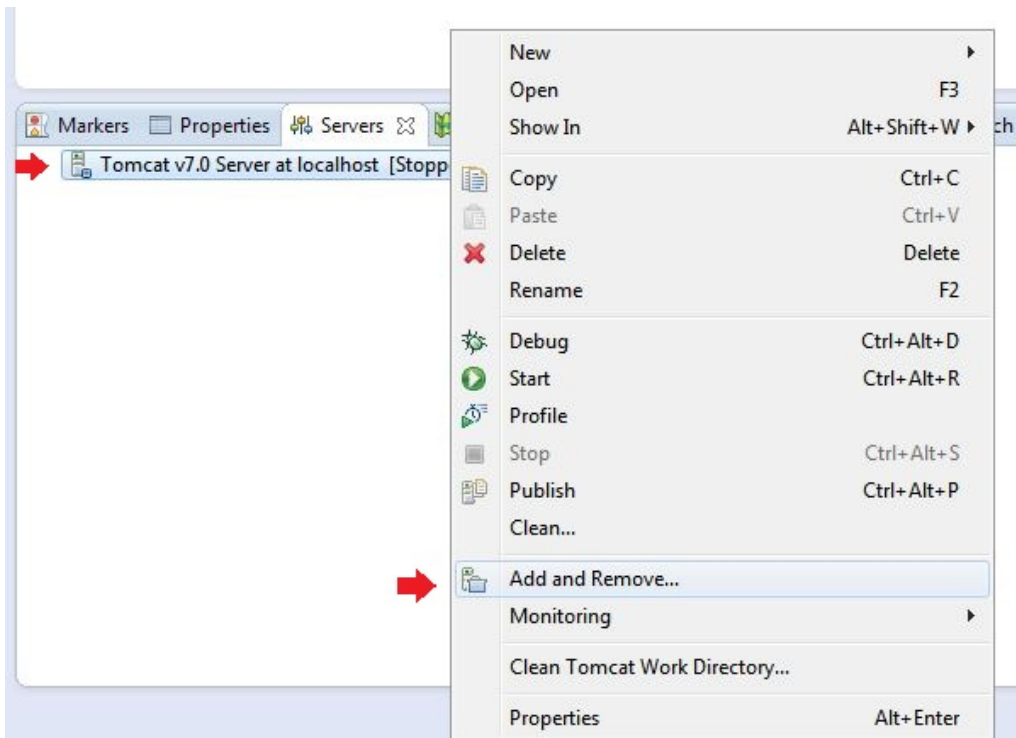 Markers Properties Servers ch
Tomcat v7.0 Server at localhost [Stopp
New
Open F3
Show In Alt+Shift+W
Copy Ctrl+C
Paste Ctrl+V
Delete Delete
Rename F2
Debug Ctrl+Alt+D
Start Ctrl+Alt+R
Profile
Stop Ctrl+Alt+S
Publish Ctrl+Alt+P
Clean...
Add and Remove...
Monitoring
Clean Tomcat Work Directory...
Properties Alt+Enter